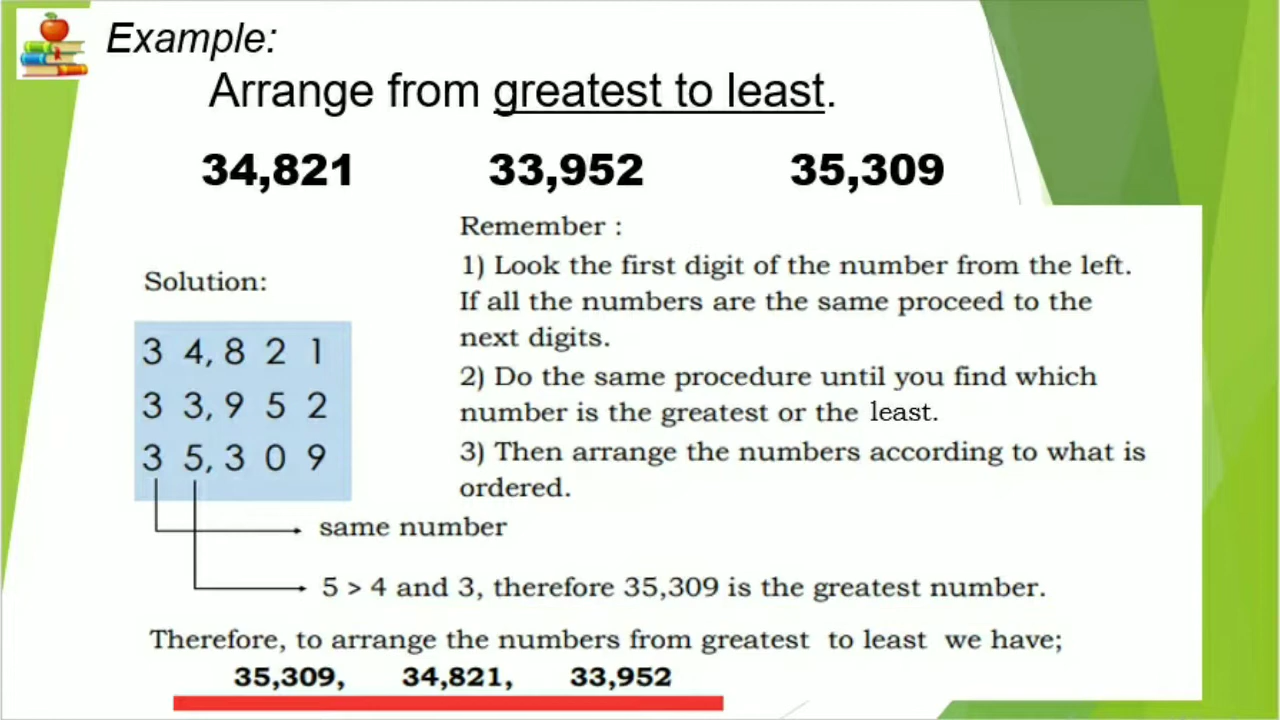 Example:
Arrange from greatest to least.
34,821 33,952 35,309
Remember :
1) Look the first digit of the number from the left.
If all the numbers are the same proceed to the
next digits.
2) Do the same procedure until you find which
number is the greatest or the least.
3) Then arrange the numbers according to what is
ordered.
Solution:
3 4, 8 2 1
3 3, 9 5 2
3 5, 3 0 9
same number
5 > 4 and 3, therefore 35,309 is the greatest number.
Therefore, to arrange the numbers from greatest to least we have;
35,309, 34,821, 33,952